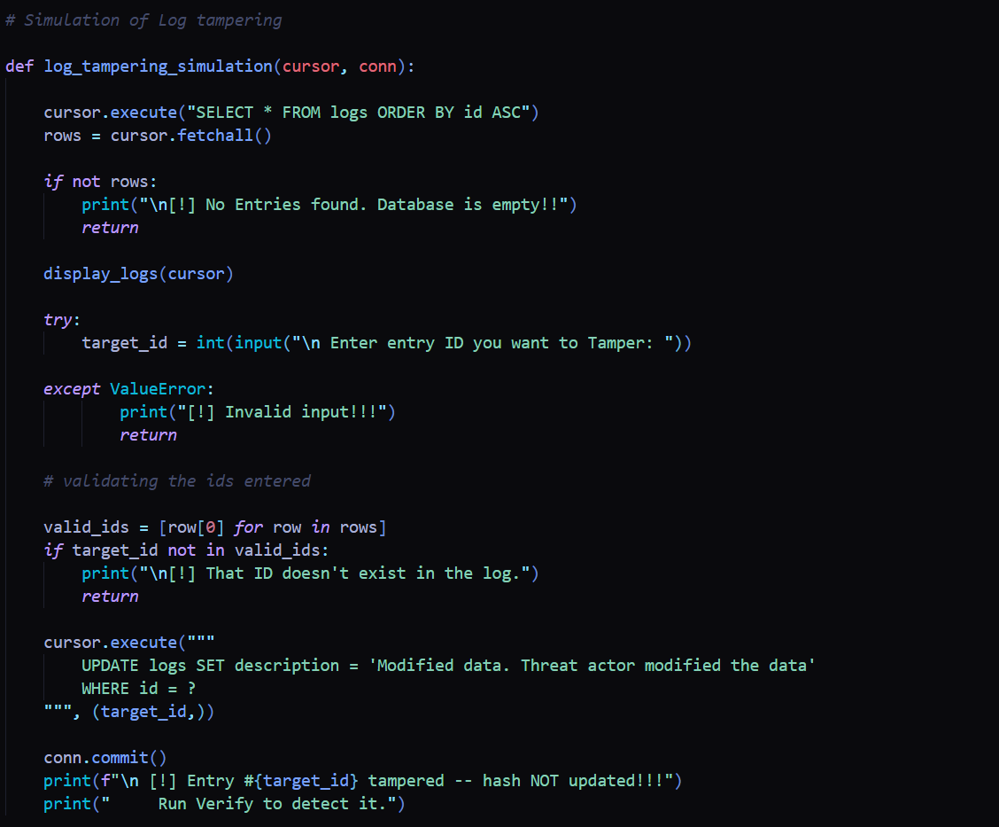 # Simulation of Log tampering
def log_tampering_simulation(cursor, conn):
cursor.execute("SELECT * FROM logs ORDER BY id ASC")
rows = cursor.fetchall()
if not rows:
print("\n[!] No Entries found. Database is empty!!")
return
display_logs(cursor)
try:
target_id = int(input("\n Enter entry ID you want to Tamper: "))
except ValueError:
print("[!] Invalid input!!!")
return
# validating the ids entered
valid_ids = [row[0] for row in rows]
if target_id not in valid_ids:
print("\n[!] That ID doesn't exist in the log.")
return
cursor.execute("""
UPDATE logs SET description = 'Modified data. Threat actor modified the data'
WHERE id = ?
""", (target_id,))
conn.commit()
print(f"\n [!] Entry #{target_id} tampered -- hash NOT updated!!!")
print("     Run Verify to detect it.")